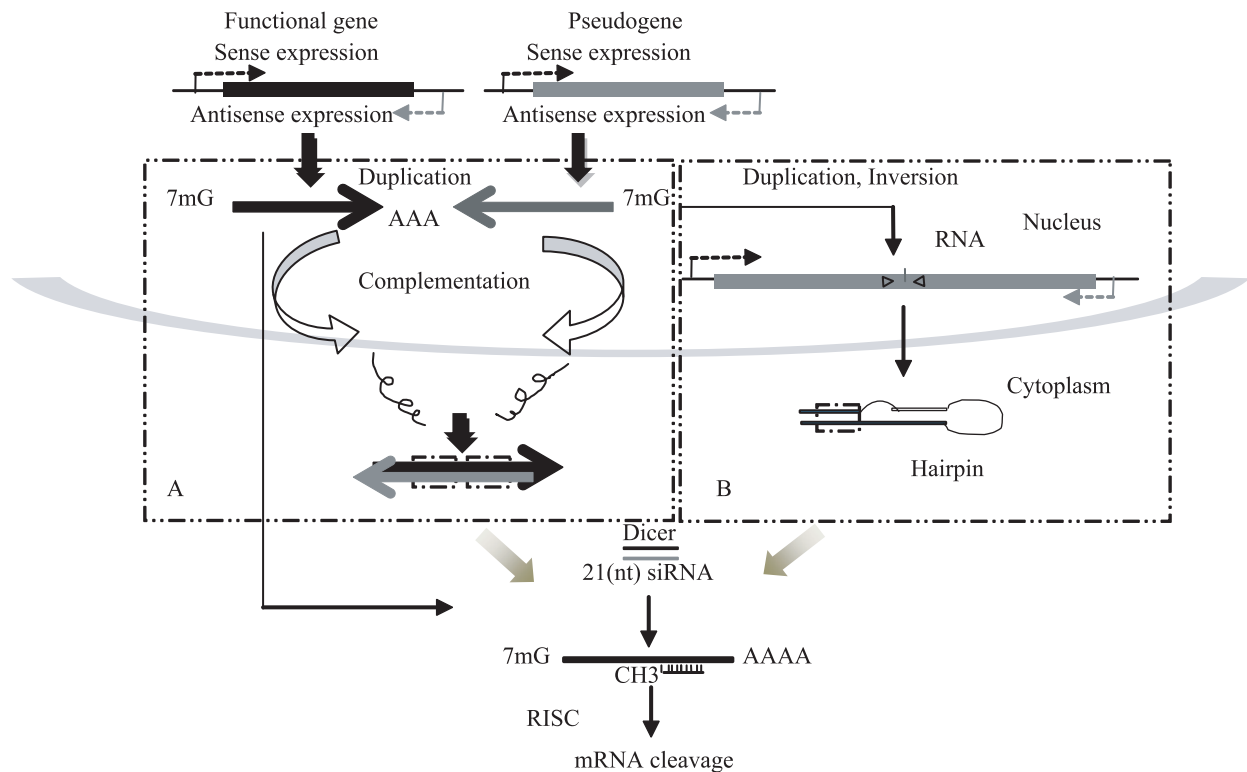 Functional gene
Sense expression
Antisense expression
Pseudogene
Sense expression
Antisense expression
7mG
Duplication
AAA
7mG
Complementation
A
Duplication, Inversion
RNA
Nucleus
Cytoplasm
Hairpin
B
Dicer
21(nt) siRNA
7mG
AAAA
CH3
RISC
mRNA cleavage